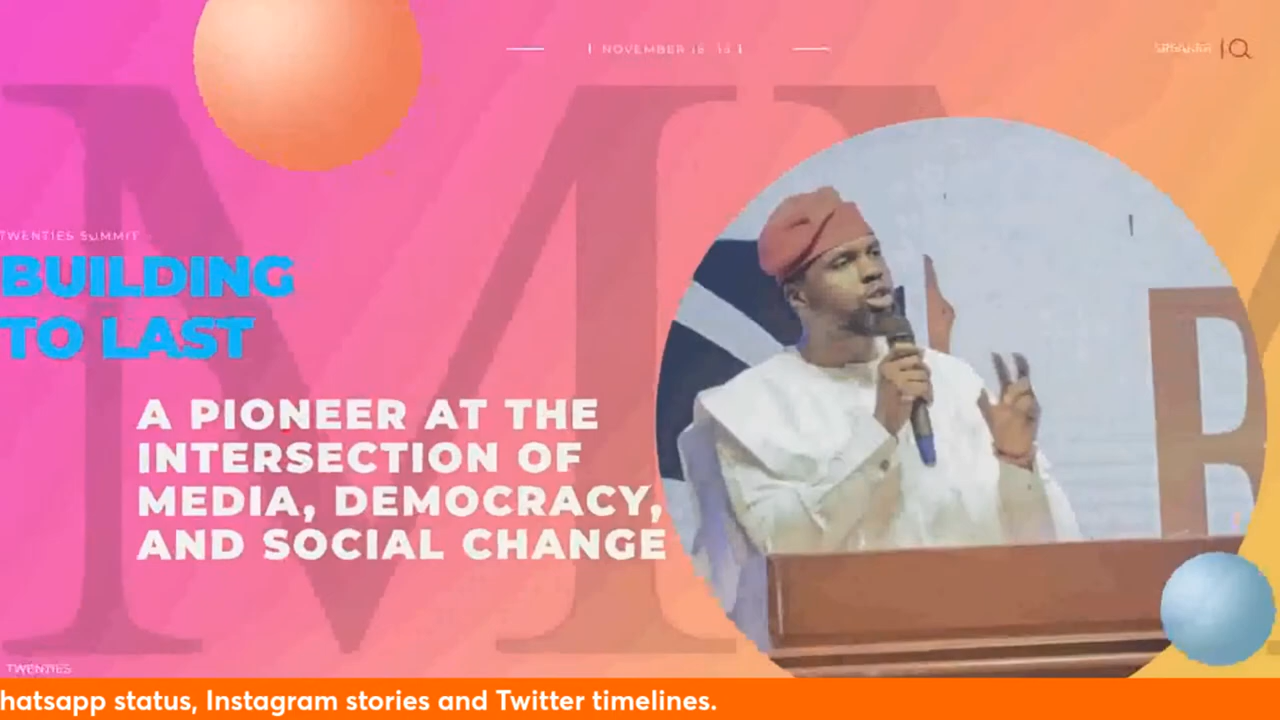 NOVEMBER
TWENTIES SUMMIT
BUILDING
TO LAST
A PIONEER AT THE
INTERSECTION OF
MEDIA, DEMOCRACY,
AND SOCIAL CHANGE
TWENTIES
hatsapp status, Instagram stories and Twitter timelines.